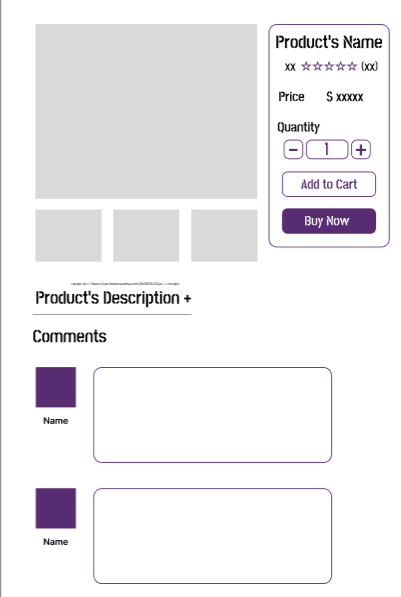 Product's Name
xx ☆☆☆☆☆ (xx)
Price $ xxxxx
Quantity
− 1 +
Add to Cart
Buy Now
Product's Description +
Comments
Name
Name